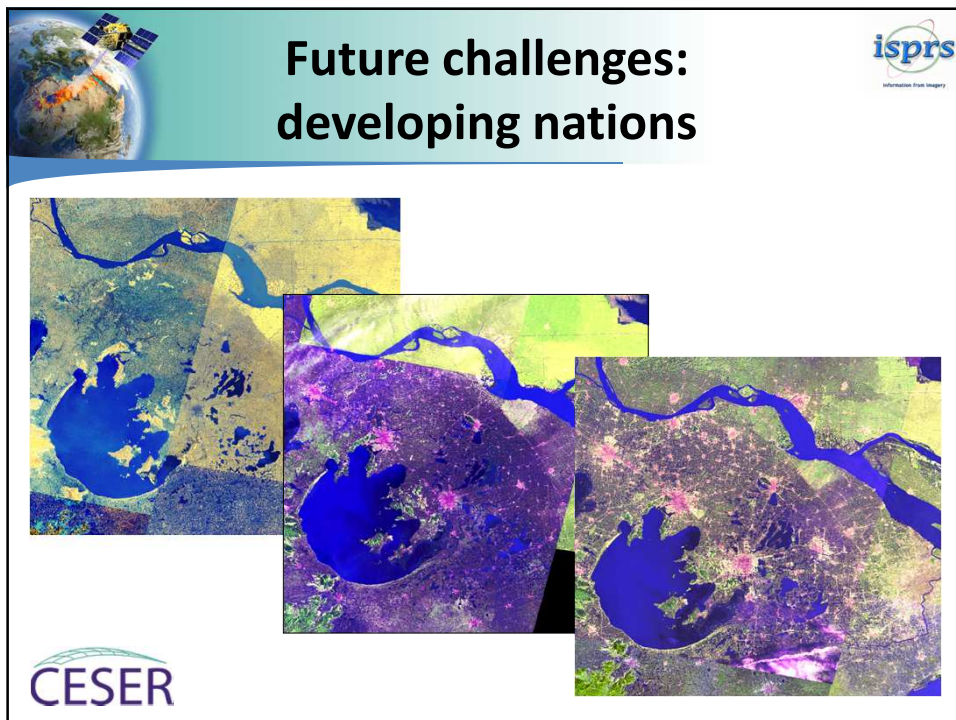 Future challenges:
developing nations
isprs
information from imagery
CESER